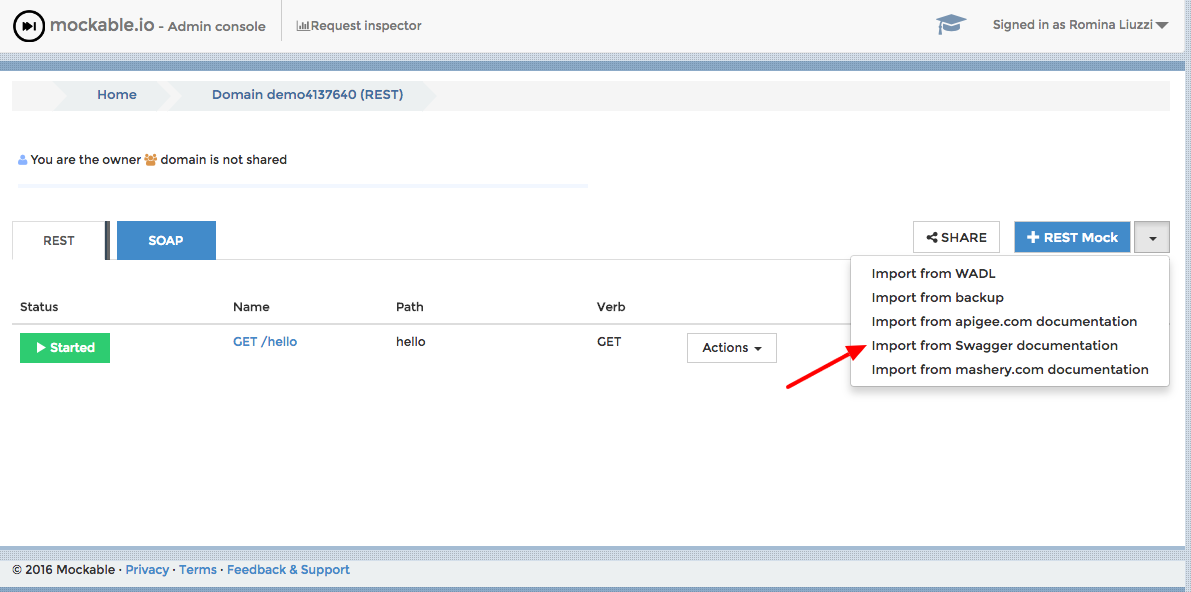 mockable.io - Admin console
Request inspector
Signed in as Romina Liuzzi
Home
Domain demo4137640 (REST)
You are the owner domain is not shared
REST
SOAP
SHARE
REST Mock
Import from WADL
Import from backup
Import from apigee.com documentation
Import from Swagger documentation
Import from mashery.com documentation
Status Name Path Verb
Started GET /hello hello GET Actions
© 2016 Mockable · Privacy · Terms · Feedback & Support